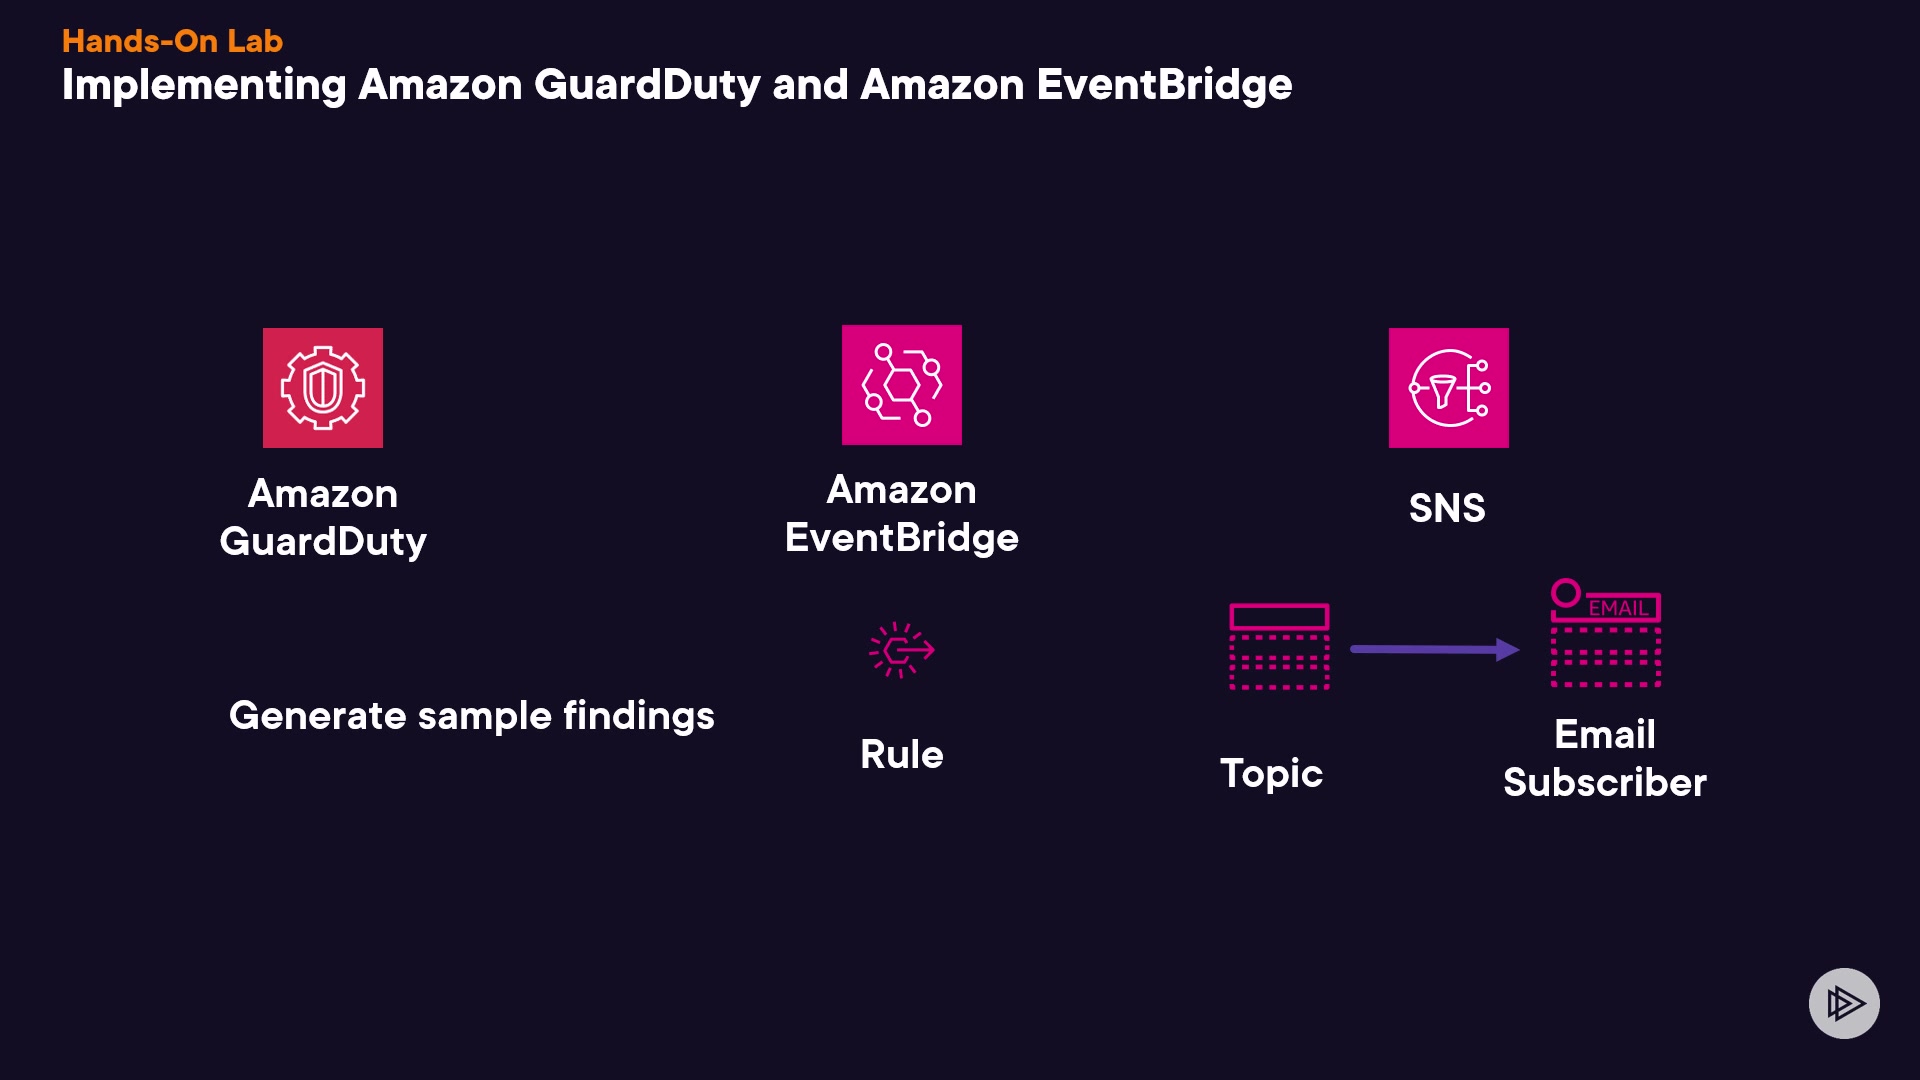 Hands-On Lab
Implementing Amazon GuardDuty and Amazon EventBridge
Amazon
GuardDuty
Amazon
EventBridge
SNS
EMAIL
Generate sample findings
Rule
Topic
Email
Subscriber